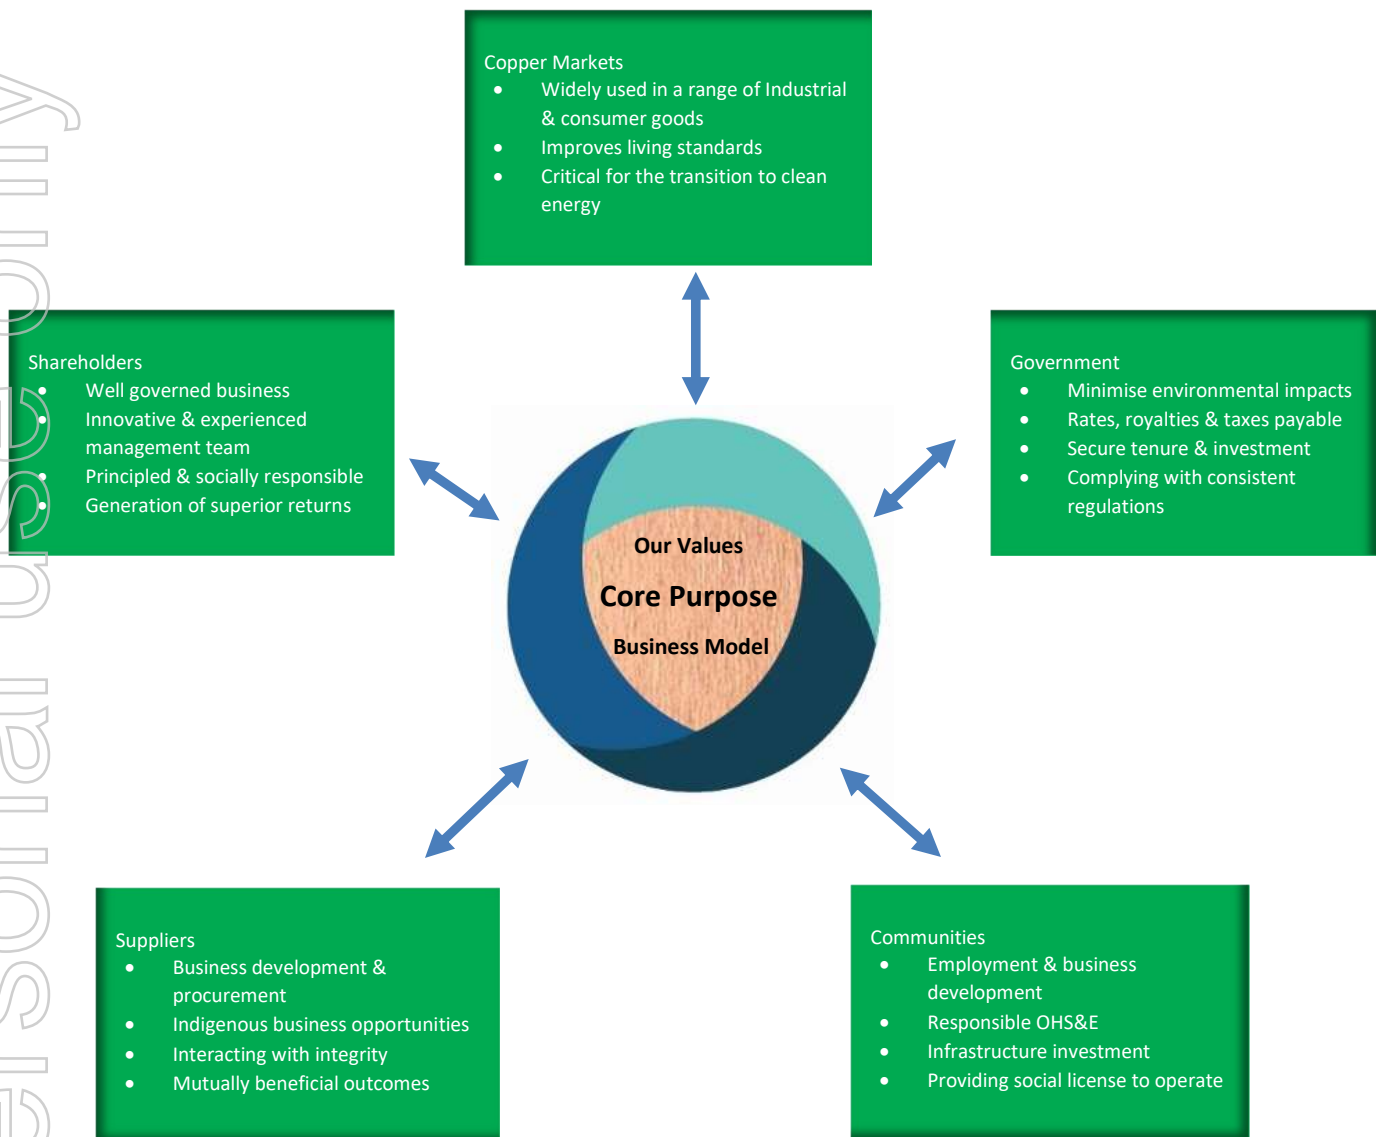 Copper Markets
• Widely used in a range of Industrial
& consumer goods
• Improves living standards
• Critical for the transition to clean
energy
Shareholders
• Well governed business
• Innovative & experienced
management team
• Principled & socially responsible
• Generation of superior returns
Government
• Minimise environmental impacts
• Rates, royalties & taxes payable
• Secure tenure & investment
• Complying with consistent
regulations
Our Values
Core Purpose
Business Model
Suppliers
• Business development &
procurement
• Indigenous business opportunities
• Interacting with integrity
• Mutually beneficial outcomes
Communities
• Employment & business
development
• Responsible OHS&E
• Infrastructure investment
• Providing social license to operate
ersonal use only